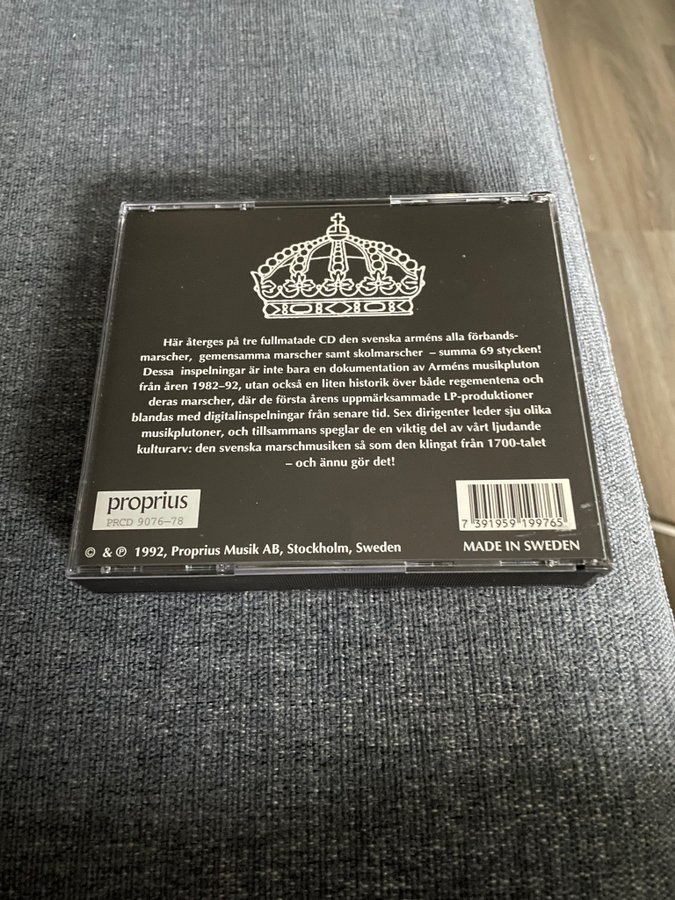 Här återges på tre fullmatade CD den svenska arméns alla förbands-
marscher, gemensamma marscher samt skolmarscher – summa 69 stycken!
Dessa inspelningar är inte bara en dokumentation av Arméns musikpluton
från åren 1982–92, utan också en liten historik över både regementena och
deras marscher, där de första årens uppmärksammade LP-produktioner
blandas med digitalinspelningar från senare tid. Sex dirigenter leder sju olika
musikplutoner, och tillsammans speglar de en viktig del av vårt ljudande
kulturarv: den svenska marschmusiken så som den klingat från 1700-talet
– och ännu gör det!
proprius
PRCD 9076–78
7 391959 199765
© & ℗ 1992, Proprius Musik AB, Stockholm, Sweden
MADE IN SWEDEN